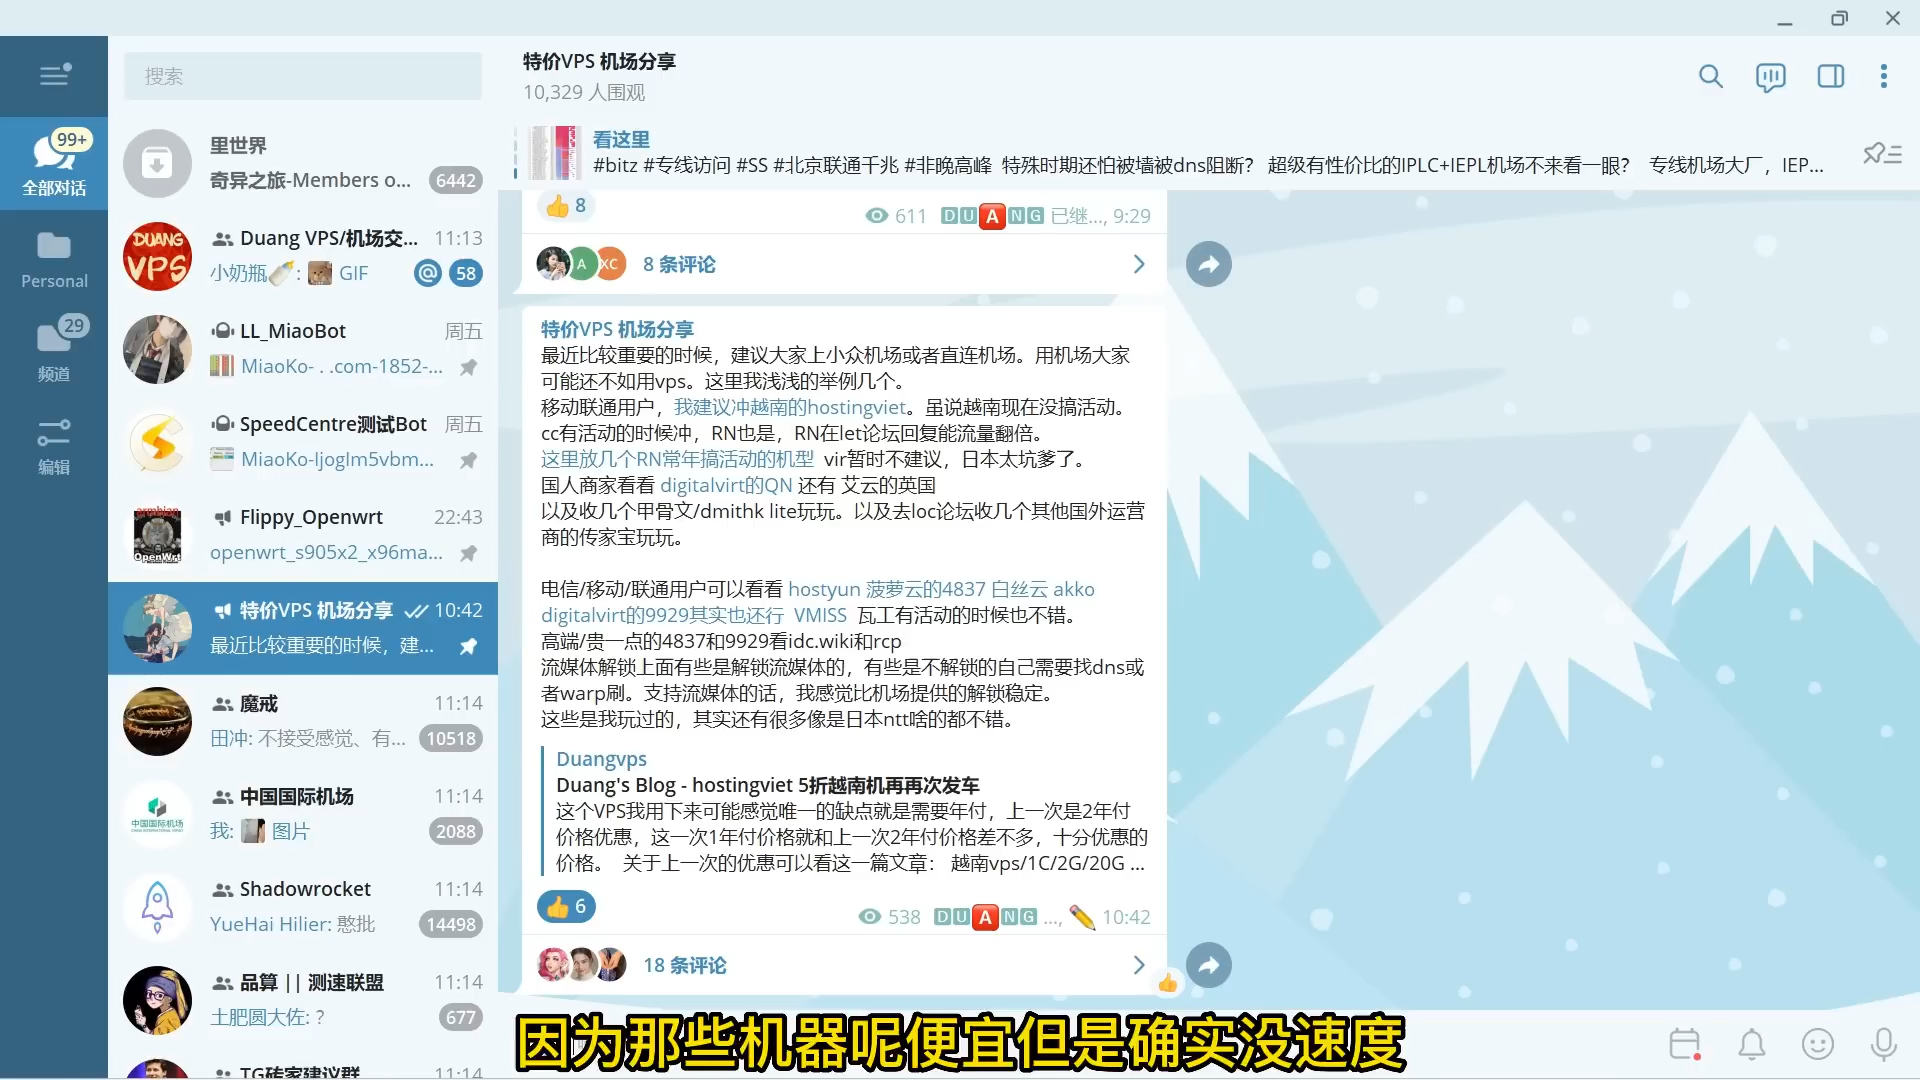 搜索
99+
全部对话
Personal
29
频道
编辑
里世界
奇异之旅-Members o...
6442
DUANG
VPS
Duang VPS/机场交...
11:13
小奶瓶🍼: GIF
@
58
LL_MiaoBot
周五
MiaoKo- . .com-1852-...
SpeedCentre测试Bot
周五
MiaoKo-ljoglm5vbm...
Flippy_Openwrt
22:43
openwrt_s905x2_x96ma...
armbian
OpenWrt
特价VPS 机场分享
10:42
最近比较重要的时候，建...
魔戒
11:14
田冲: 不接受感觉、有...
10518
中国国际机场
中国国际机场
11:14
我: 图片
2088
Shadowrocket
11:14
YueHai Hilier: 憨批
14498
品算 || 测速联盟
11:14
土肥圆大佐: ?
677
TG砖家建议群
11:14
特价VPS 机场分享
10,329 人围观
看这里
#bitz #专线访问 #SS #北京联通千兆 #非晚高峰 特殊时期还怕被墙被dns阻断？ 超级有性价比的IPLC+IEPL机场不来看一眼？ 专线机场大厂，IEP...
👍 8
611 🄳🅄🅰🄽🄶 已继..., 9:29
A
XC
8 条评论
特价VPS 机场分享
最近比较重要的时候，建议大家上小众机场或者直连机场。用机场大家
可能还不如用vps。这里我浅浅的举例几个。
移动联通用户，我建议冲越南的hostingviet。虽说越南现在没搞活动。
cc有活动的时候冲，RN也是，RN在let论坛回复能流量翻倍。
这里放几个RN常年搞活动的机型 vir暂时不建议，日本太坑爹了。
国人商家看看 digitalvirt的QN 还有 艾云的英国
以及收几个甲骨文/dmithk lite玩玩。以及去loc论坛收几个其他国外运营
商的传家宝玩玩。
电信/移动/联通用户可以看看 hostyun 菠萝云的4837 白丝云 akko
digitalvirt的9929其实也还行 VMISS 瓦工有活动的时候也不错。
高端/贵一点的4837和9929看idc.wiki和rcp
流媒体解锁上面有些是解锁流媒体的，有些是不解锁的自己需要找dns或
者warp刷。支持流媒体的话，我感觉比机场提供的解锁稳定。
这些是我玩过的，其实还有很多像是日本ntt啥的都不错。
Duangvps
Duang's Blog - hostingviet 5折越南机再再次发车
这个VPS我用下来可能感觉唯一的缺点就是需要年付，上一次是2年付
价格优惠，这一次1年付价格就和上一次2年付价格差不多，十分优惠的
价格。 关于上一次的优惠可以看这一篇文章： 越南vps/1C/2G/20G ...
👍 6
538 🄳🅄🅰🄽🄶 ..., ✏️ 10:42
18 条评论
因为那些机器呢便宜但是确实没速度